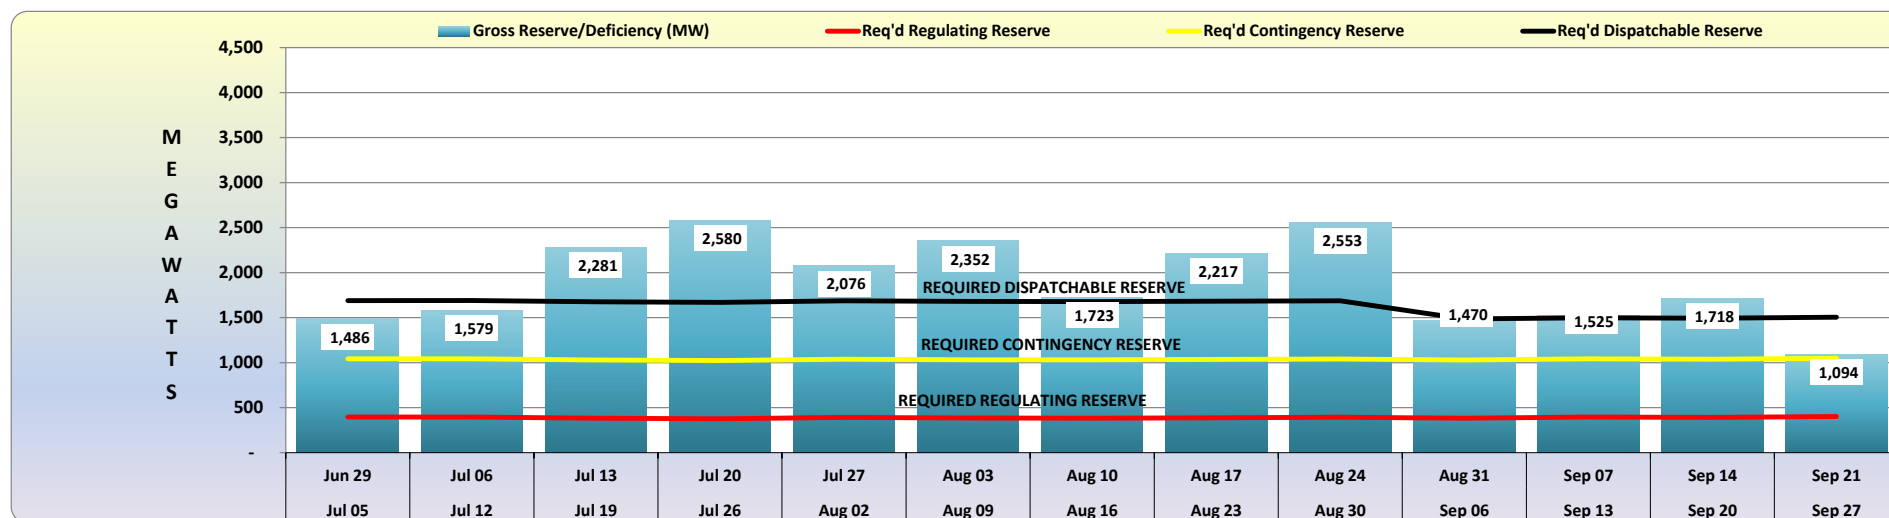 Gross Reserve/Deficiency (MW) Req'd Regulating Reserve Req'd Contingency Reserve Req'd Dispatchable Reserve
MEGAWATTS
4,500
4,000
3,500
3,000
2,500
2,000
1,500
1,000
500
-
1,486 1,579 2,281 2,580 2,076 2,352 1,723 2,217 2,553 1,470 1,525 1,718 1,094
REQUIRED DISPATCHABLE RESERVE
REQUIRED CONTINGENCY RESERVE
REQUIRED REGULATING RESERVE
Jun 29 Jul 06 Jul 13 Jul 20 Jul 27 Aug 03 Aug 10 Aug 17 Aug 24 Aug 31 Sep 07 Sep 14 Sep 21
Jul 05 Jul 12 Jul 19 Jul 26 Aug 02 Aug 09 Aug 16 Aug 23 Aug 30 Sep 06 Sep 13 Sep 20 Sep 27